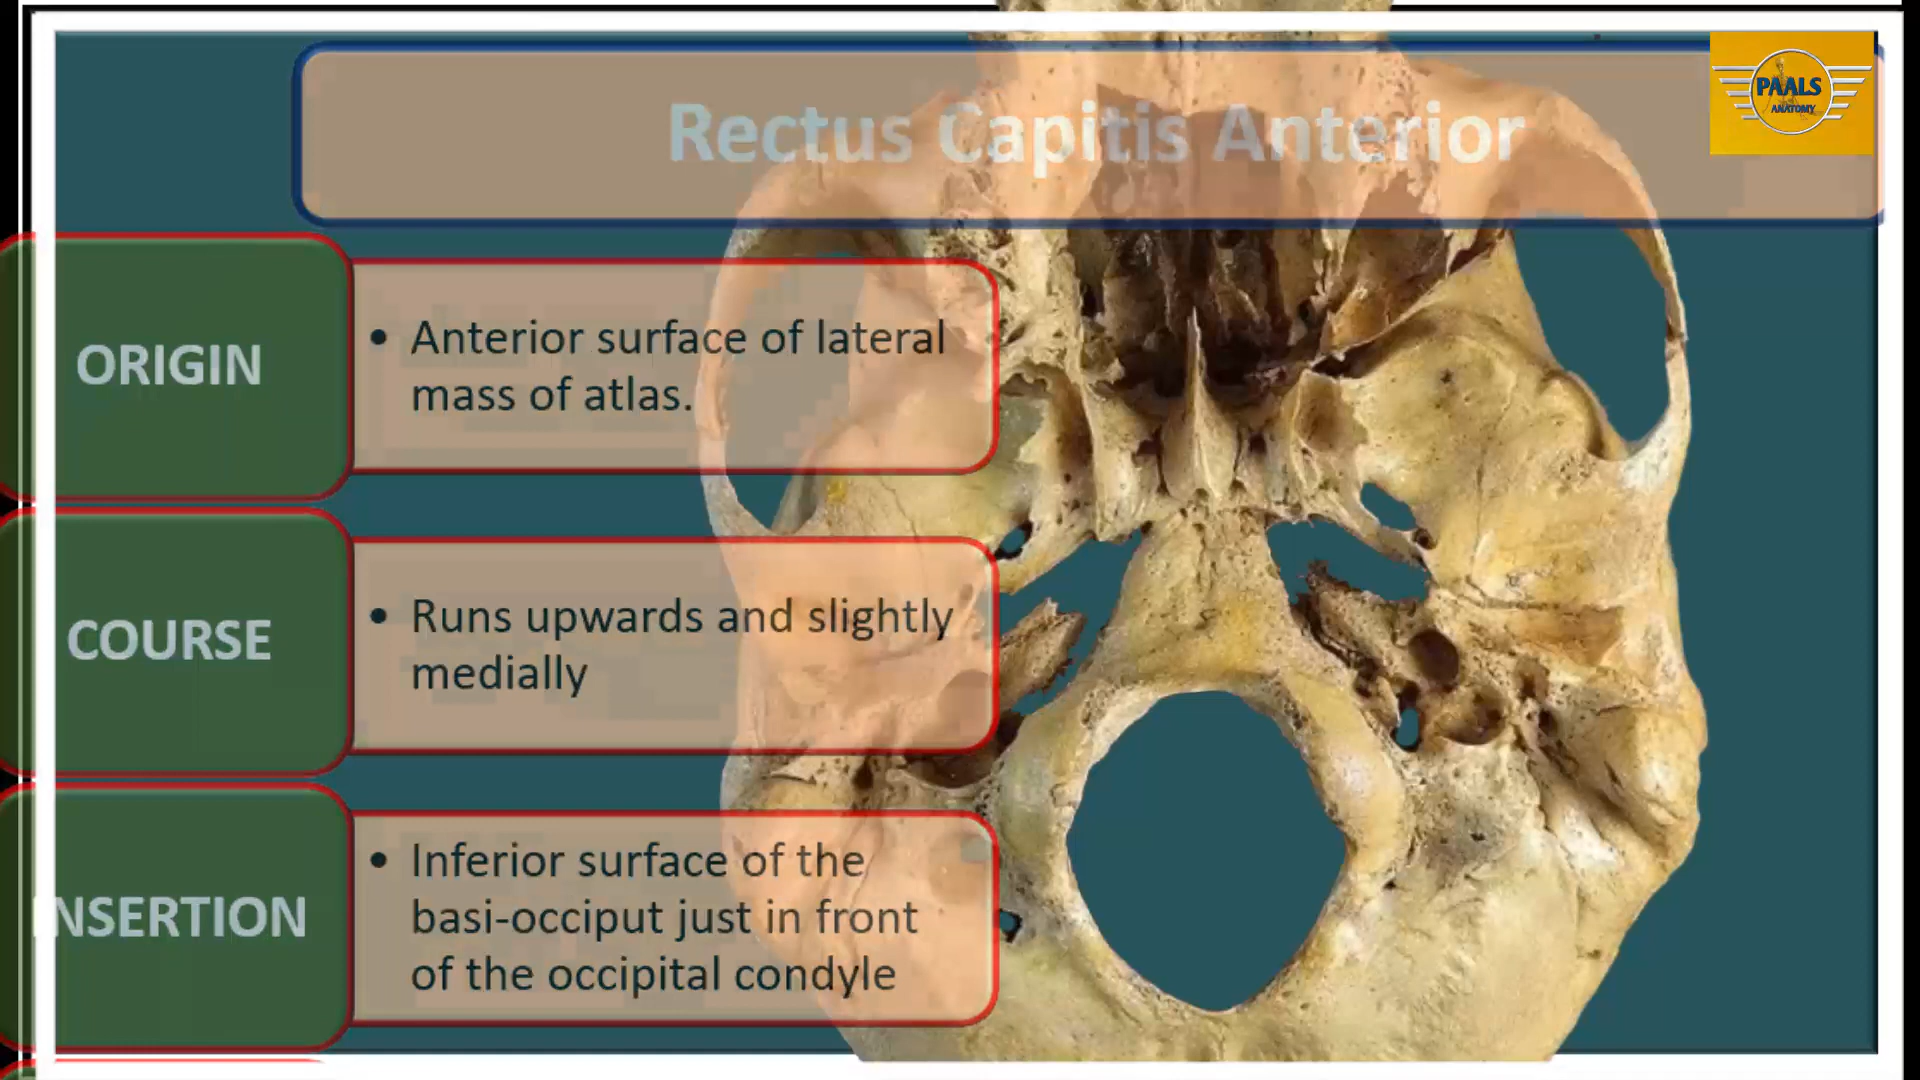 PAALS
ANATOMY
Rectus Capitis Anterior
ORIGIN
• Anterior surface of lateral
mass of atlas.
COURSE
• Runs upwards and slightly
medially
INSERTION
• Inferior surface of the
basi-occiput just in front
of the occipital condyle